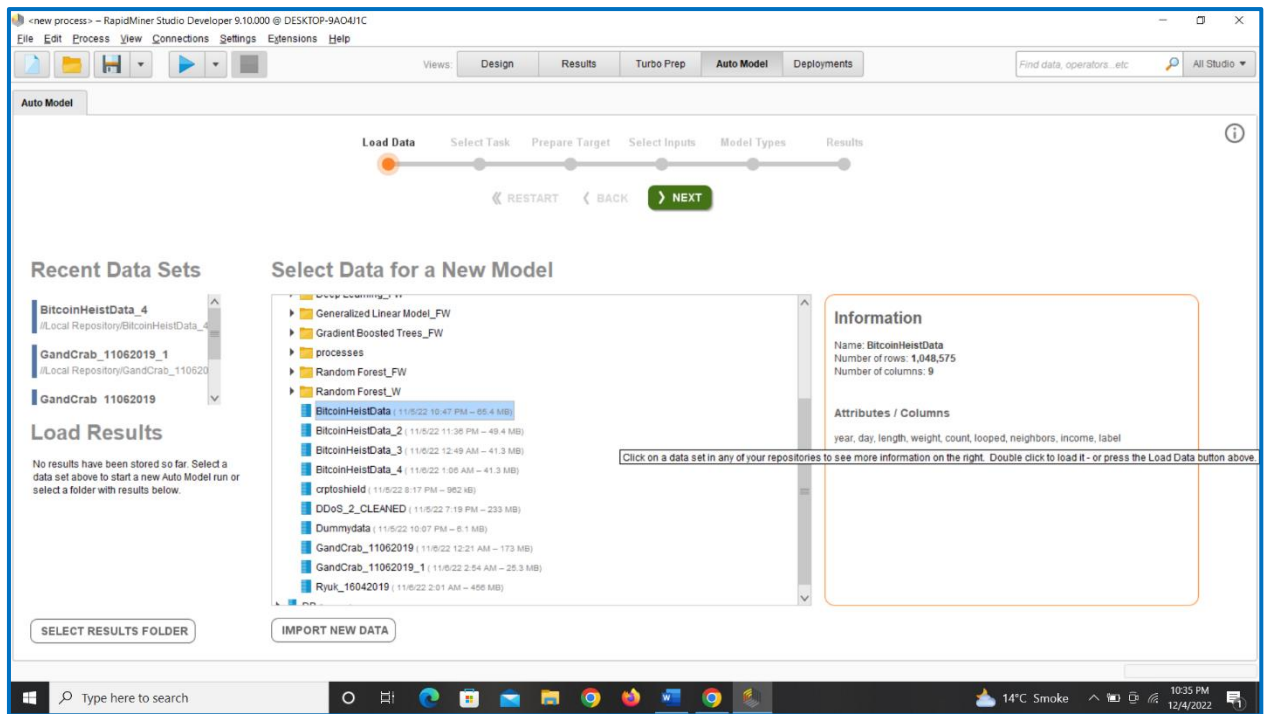 <new process> – RapidMiner Studio Developer 9.10.000 @ DESKTOP-9AO4J1C
File Edit Process View Connections Settings Extensions Help
Views: Design Results Turbo Prep Auto Model Deployments Find data, operators...etc All Studio
Auto Model
Load Data Select Task Prepare Target Select Inputs Model Types Results
RESTART BACK NEXT
Recent Data Sets
BitcoinHeistData_4
//Local Repository/BitcoinHeistData_4
GandCrab_11062019_1
//Local Repository/GandCrab_110620
GandCrab 11062019
Load Results
No results have been stored so far. Select a
data set above to start a new Auto Model run or
select a folder with results below.
SELECT RESULTS FOLDER
Select Data for a New Model
Deep Learning_FW
Generalized Linear Model_FW
Gradient Boosted Trees_FW
processes
Random Forest_FW
Random Forest_W
BitcoinHeistData ( 11/5/22 10:47 PM – 65.4 MB)
BitcoinHeistData_2 ( 11/5/22 11:36 PM – 49.4 MB)
BitcoinHeistData_3 ( 11/6/22 12:49 AM – 41.3 MB)
BitcoinHeistData_4 ( 11/6/22 1:06 AM – 41.3 MB)
crptoshield ( 11/6/22 8:17 PM – 962 kB)
DDoS_2_CLEANED ( 11/5/22 7:19 PM – 233 MB)
Dummydata ( 11/5/22 10:07 PM – 6.1 MB)
GandCrab_11062019 ( 11/6/22 12:21 AM – 173 MB)
GandCrab_11062019_1 ( 11/6/22 2:54 AM – 25.3 MB)
Ryuk_16042019 ( 11/6/22 2:01 AM – 456 MB)
IMPORT NEW DATA
Information
Name: BitcoinHeistData
Number of rows: 1,048,575
Number of columns: 9
Attributes / Columns
year, day, length, weight, count, looped, neighbors, income, label
Click on a data set in any of your repositories to see more information on the right. Double click to load it - or press the Load Data button above.
Type here to search
14°C Smoke
10:35 PM
12/4/2022